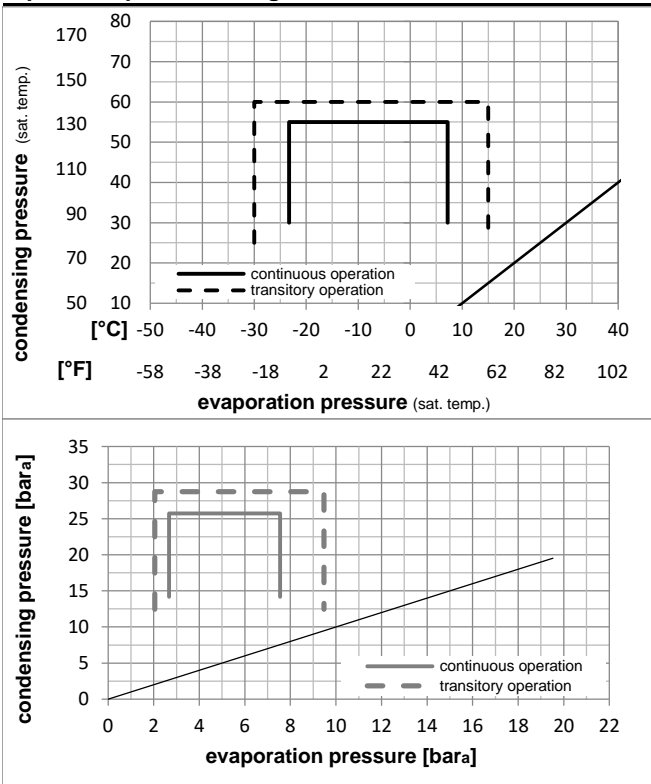 80
170
70
150
60
130
50
110
40
90
30
70
20
50
10
condensing pressure (sat. temp.)
continuous operation
transitory operation
[°C] -50 -40 -30 -20 -10 0 10 20 30 40
[°F] -58 -38 -18 2 22 42 62 82 102
evaporation pressure (sat. temp.)
35
30
25
20
15
10
5
0
condensing pressure [bara]
continuous operation
transitory operation
0 2 4 6 8 10 12 14 16 18 20 22
evaporation pressure [bara]